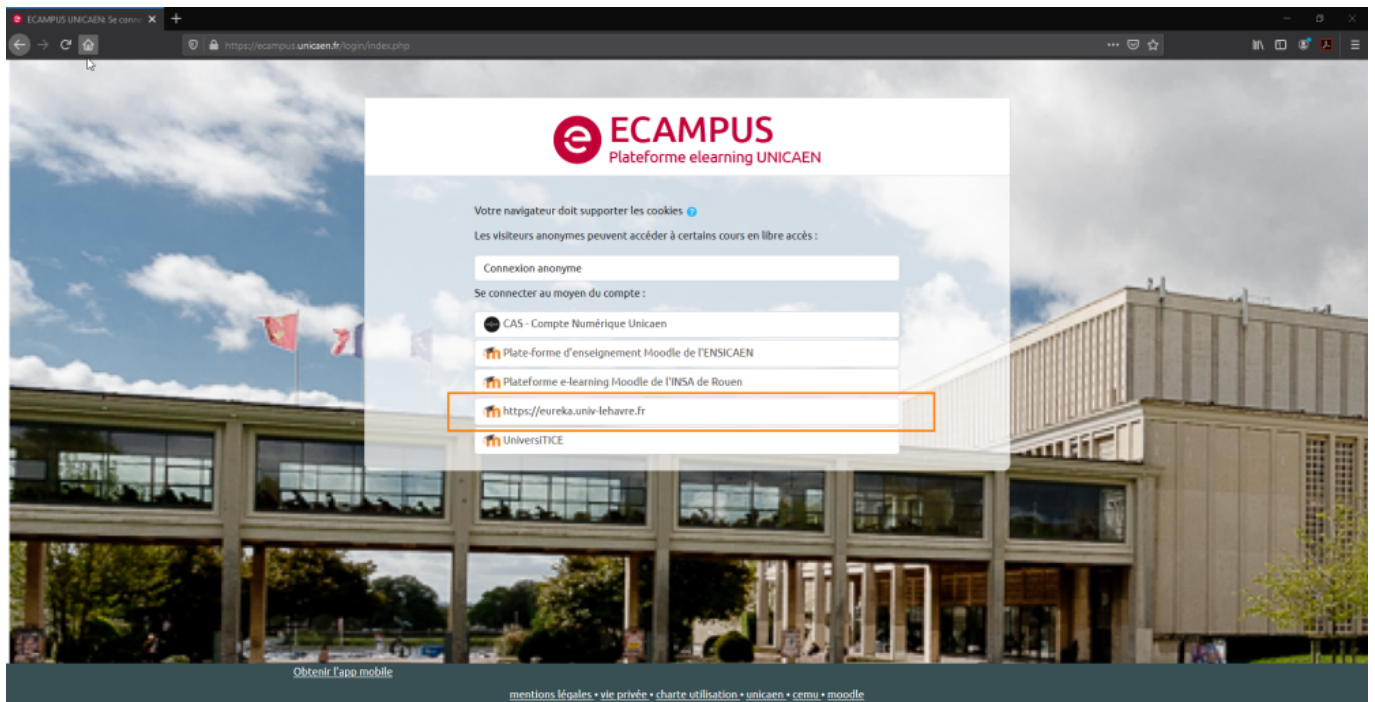 ECAMPUS UNICAEN: Se conne
https://ecampus.unicaen.fr/login/index.php
e ECAMPUS
Plateforme elearning UNICAEN
Votre navigateur doit supporter les cookies ?
Les visiteurs anonymes peuvent accéder à certains cours en libre accès :
Connexion anonyme
Se connecter au moyen du compte :
CAS - Compte Numérique Unicaen
Plate-forme d'enseignement Moodle de l'ENSICAEN
Plateforme e-learning Moodle de l'INSA de Rouen
https://eureka.univ-lehavre.fr
UniversiTICE
Obtenir l'app mobile
mentions légales • vie privée • charte utilisation • unicaen • cemu • moodle